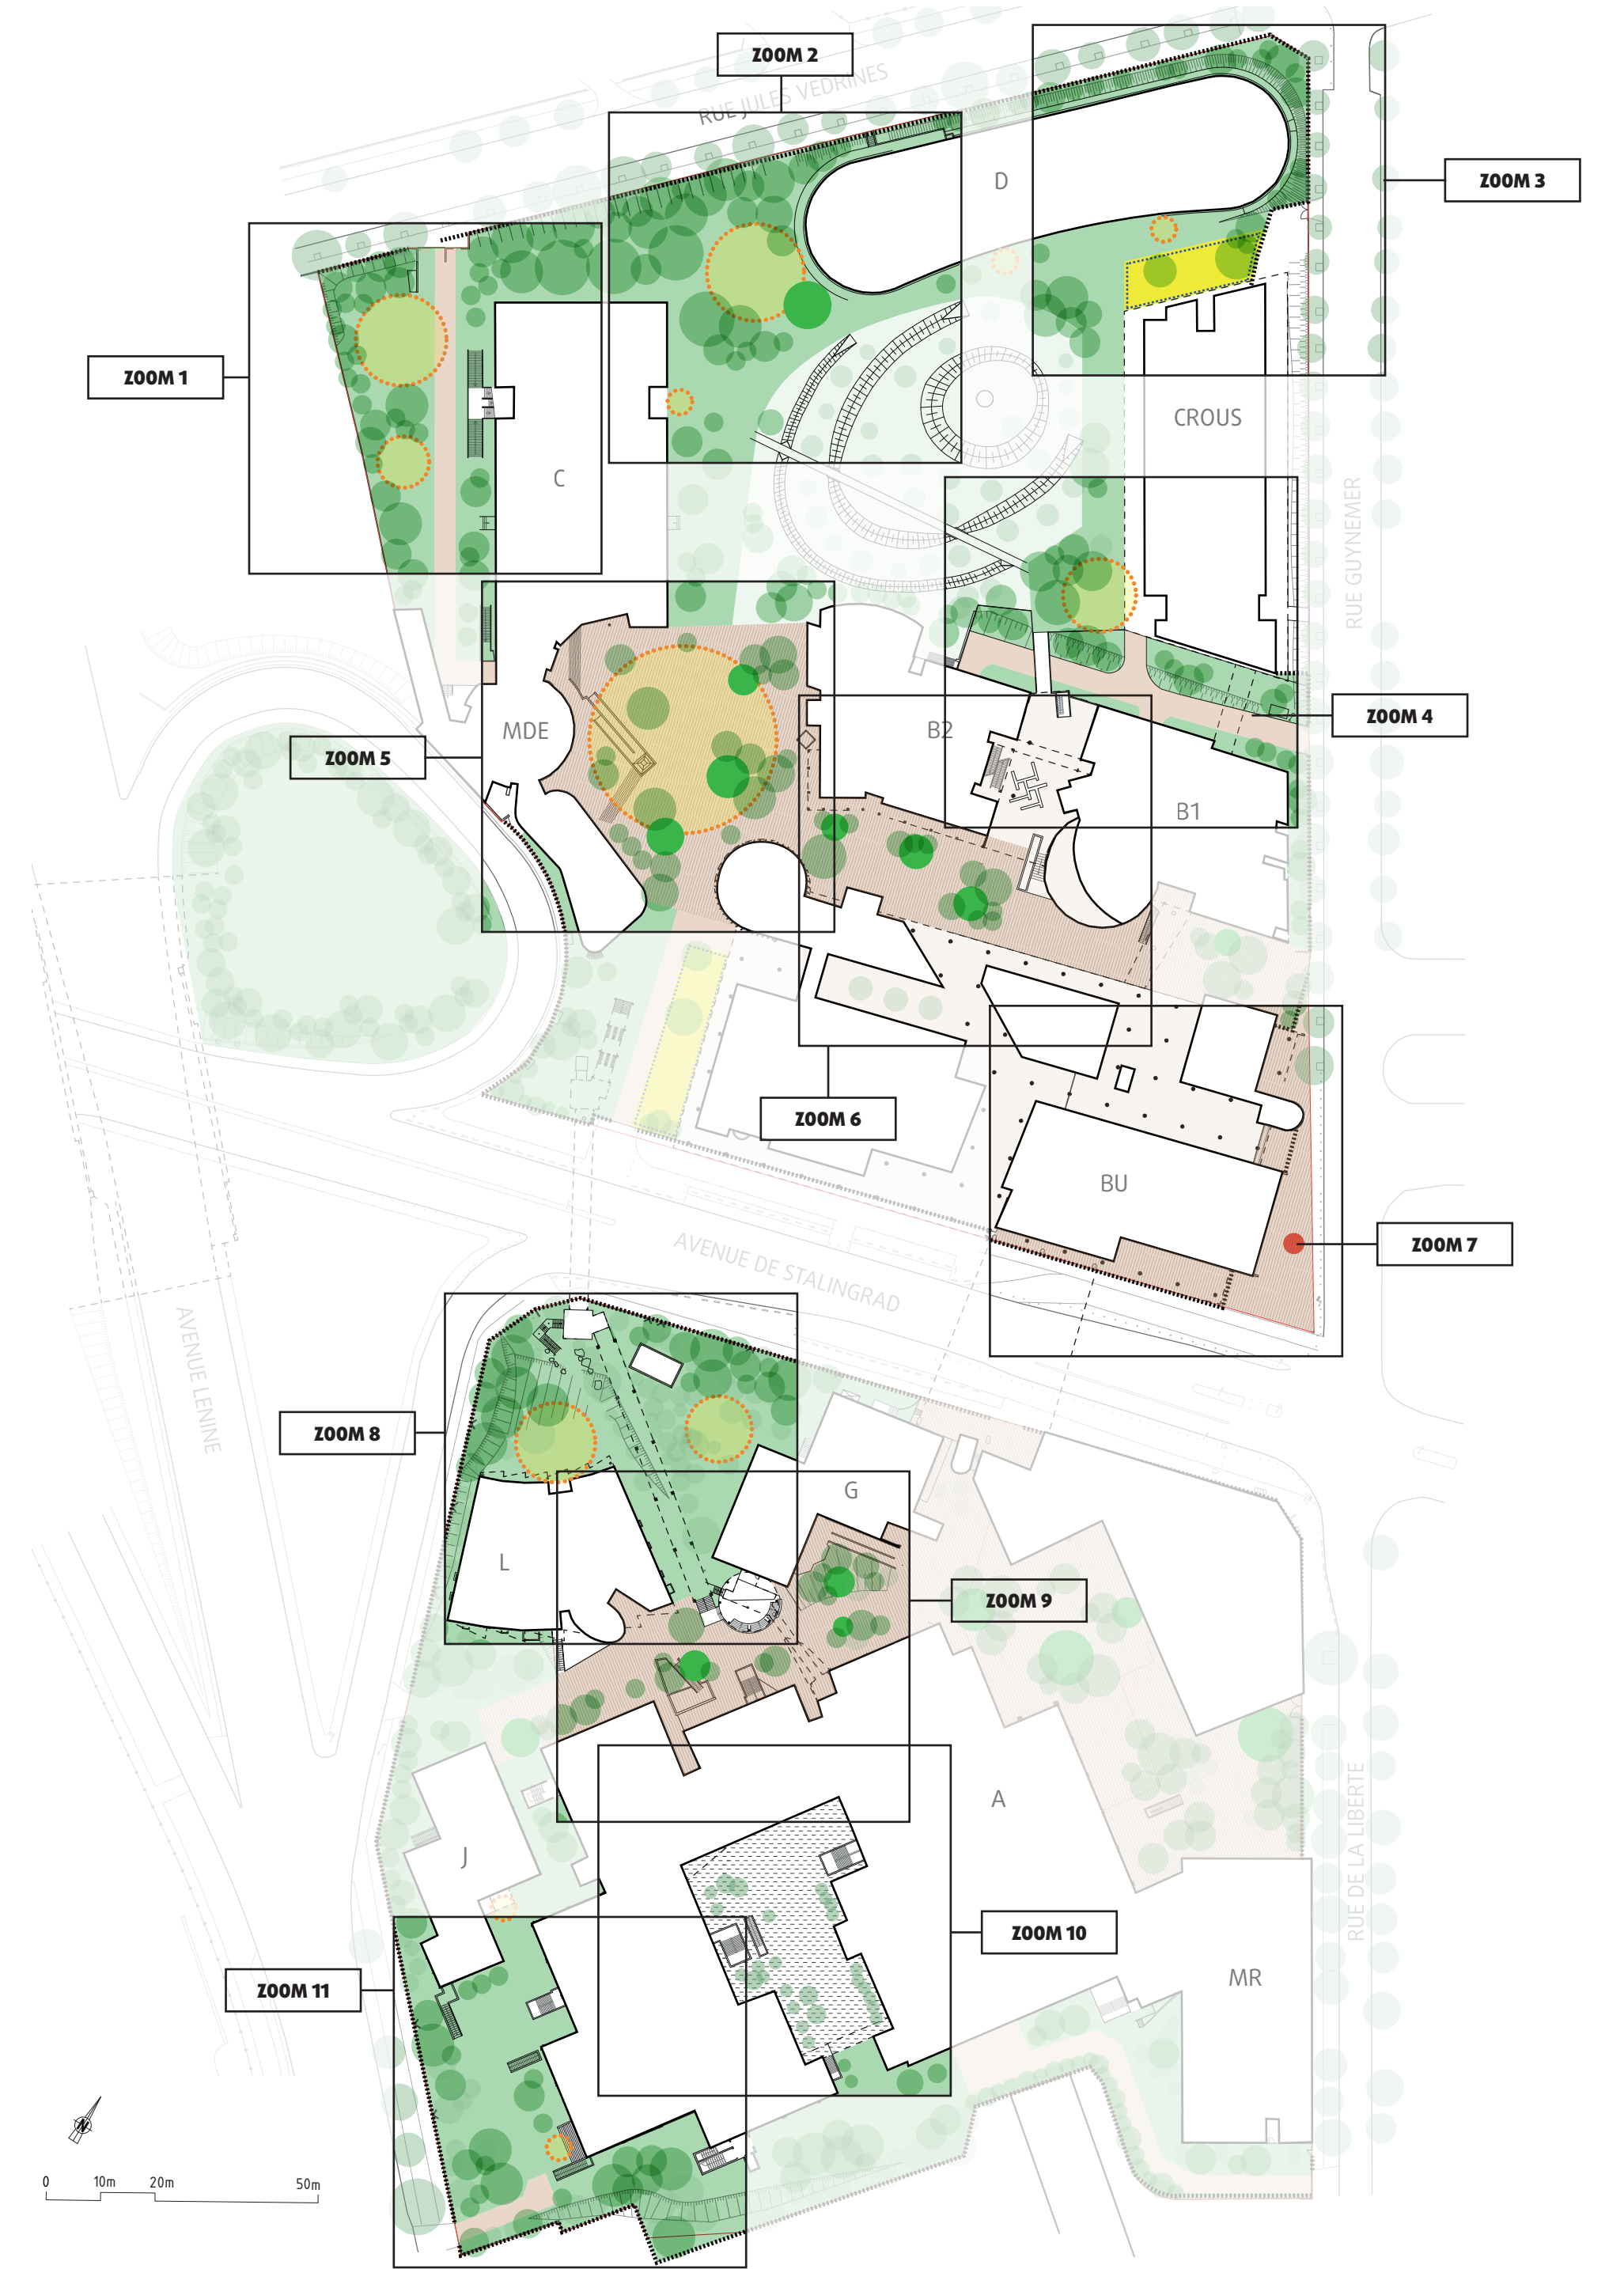 ZOOM 2
RUE JULES VEDRINES
D
ZOOM 3
ZOOM 1
CROUS
C
RUE GUYNEMER
MDE
B2
ZOOM 4
ZOOM 5
B1
ZOOM 6
BU
AVENUE DE STALINGRAD
ZOOM 7
AVENUE LENINE
ZOOM 8
G
L
ZOOM 9
A
J
RUE DE LA LIBERTE
ZOOM 10
MR
ZOOM 11
N
0 10m 20m 50m